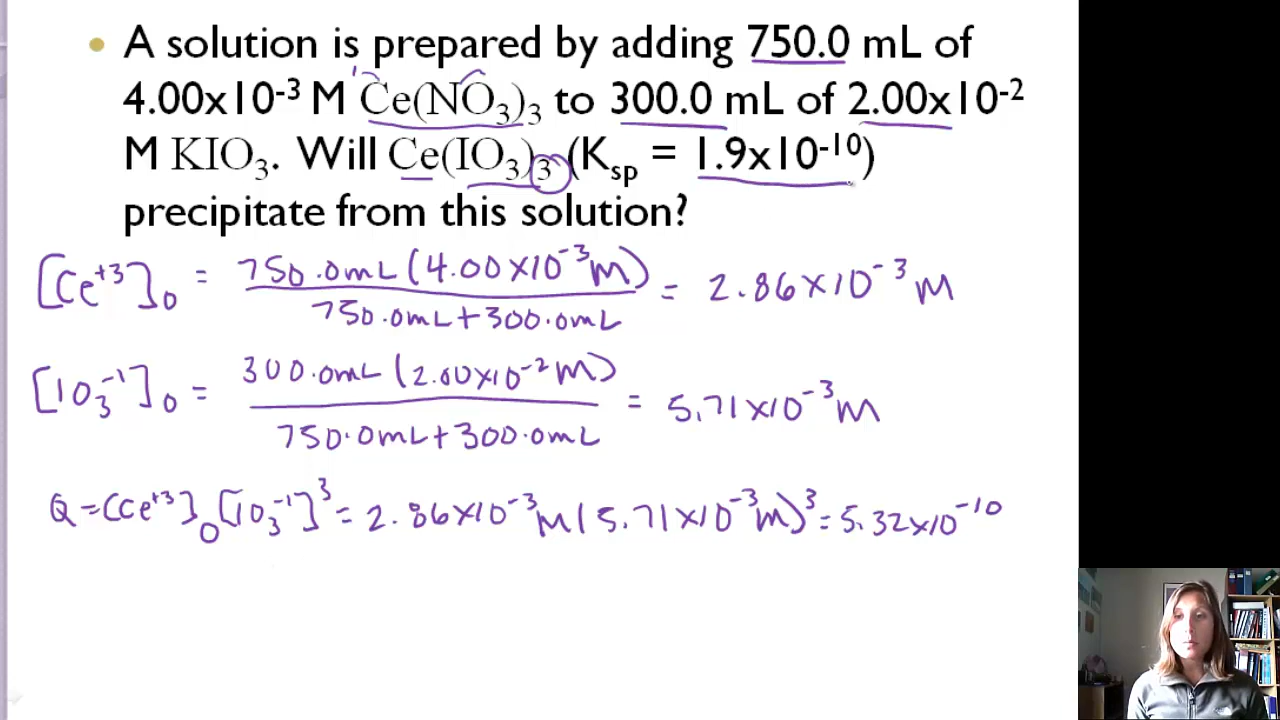 • A solution is prepared by adding 750.0 mL of
4.00x10⁻³ M Ce(NO₃)₃ to 300.0 mL of 2.00x10⁻²
M KIO₃. Will Ce(IO₃)₃ (Kₛₚ = 1.9x10⁻¹⁰)
precipitate from this solution?
[Ce⁺³]₀ = 750.0mL(4.00x10⁻³M) / 750.0mL+300.0mL = 2.86x10⁻³M
[IO₃⁻¹]₀ = 300.0mL(2.00x10⁻²M) / 750.0mL+300.0mL = 5.71x10⁻³M
Q=[Ce⁺³]₀[IO₃⁻¹]³=2.86x10⁻³M(5.71x10⁻³M)³=5.32x10⁻¹⁰